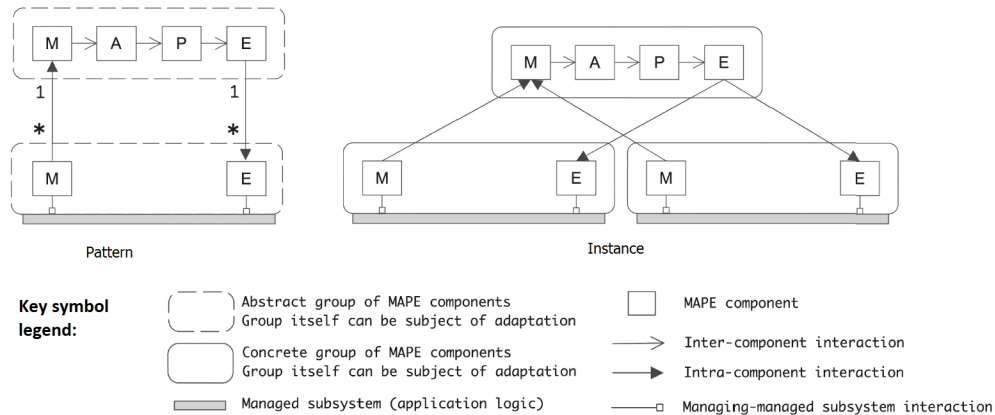 M A P E
1 1
* *
M E
Pattern
M A P E
M E M E
Instance
Key symbol
legend:
Abstract group of MAPE components
Group itself can be subject of adaptation
Concrete group of MAPE components
Group itself can be subject of adaptation
Managed subsystem (application logic)
MAPE component
Inter-component interaction
Intra-component interaction
Managing-managed subsystem interaction